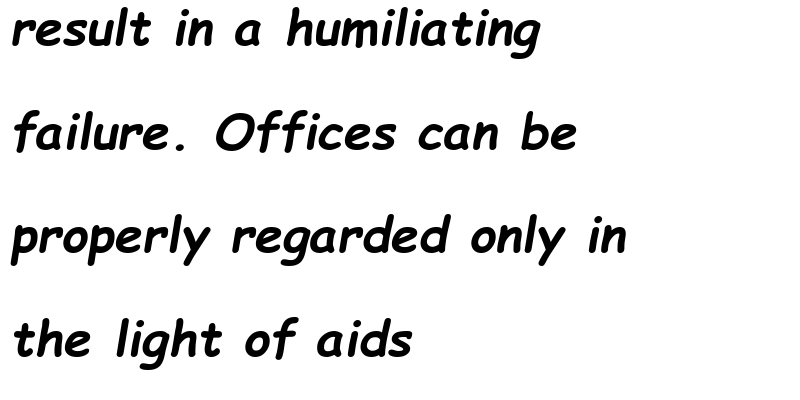 result in a humiliating
failure. Offices can be
properly regarded only in
the light of aids